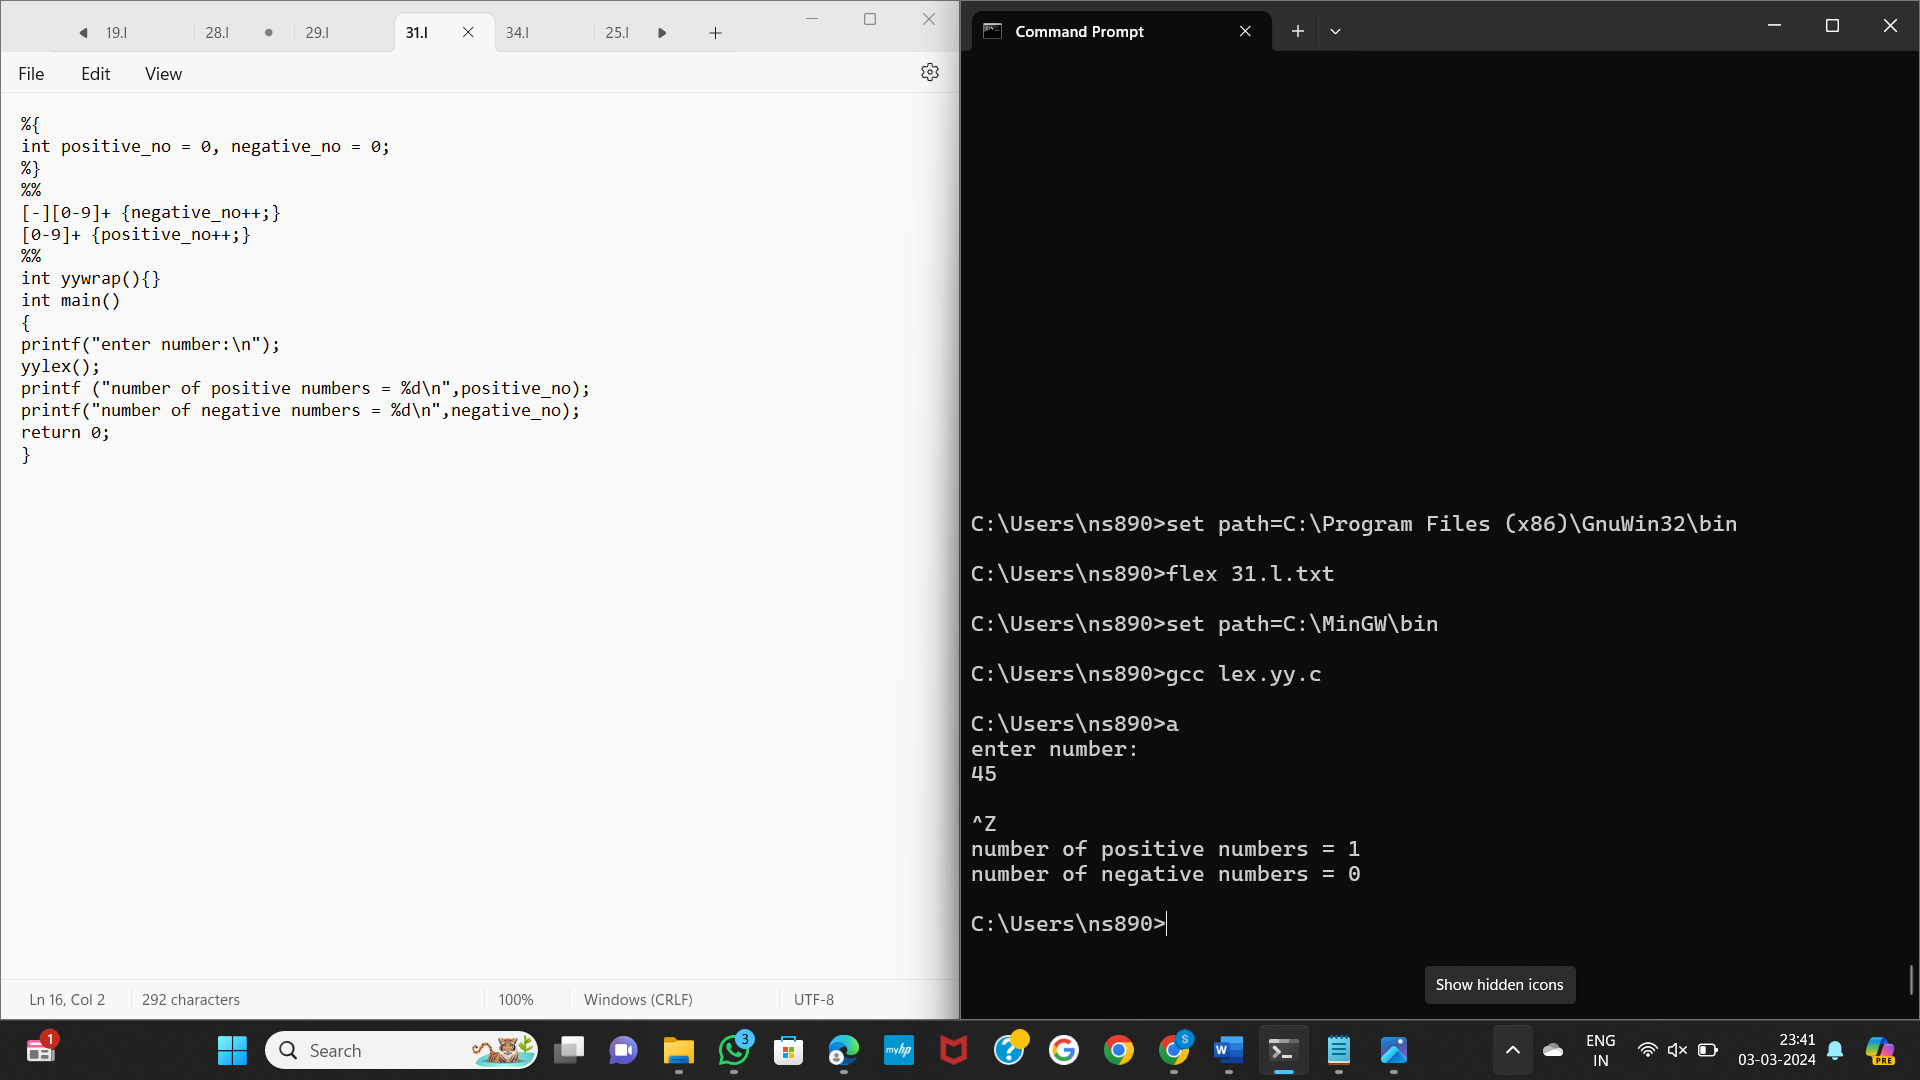 19.l 28.l 29.l 31.l 34.l 25.l
File Edit View
%{
int positive_no = 0, negative_no = 0;
%}
%%
[-][0-9]+ {negative_no++;}
[0-9]+ {positive_no++;}
%%
int yywrap(){}
int main()
{
printf("enter number:\n");
yylex();
printf ("number of positive numbers = %d\n",positive_no);
printf("number of negative numbers = %d\n",negative_no);
return 0;
}
Ln 16, Col 2 292 characters 100% Windows (CRLF) UTF-8
Command Prompt
C:\Users\ns890>set path=C:\Program Files (x86)\GnuWin32\bin
C:\Users\ns890>flex 31.l.txt
C:\Users\ns890>set path=C:\MinGW\bin
C:\Users\ns890>gcc lex.yy.c
C:\Users\ns890>a
enter number:
45
^Z
number of positive numbers = 1
number of negative numbers = 0
C:\Users\ns890>
Show hidden icons
1
Search
3
myhp
S
W
ENG
IN
23:41
03-03-2024
PRE